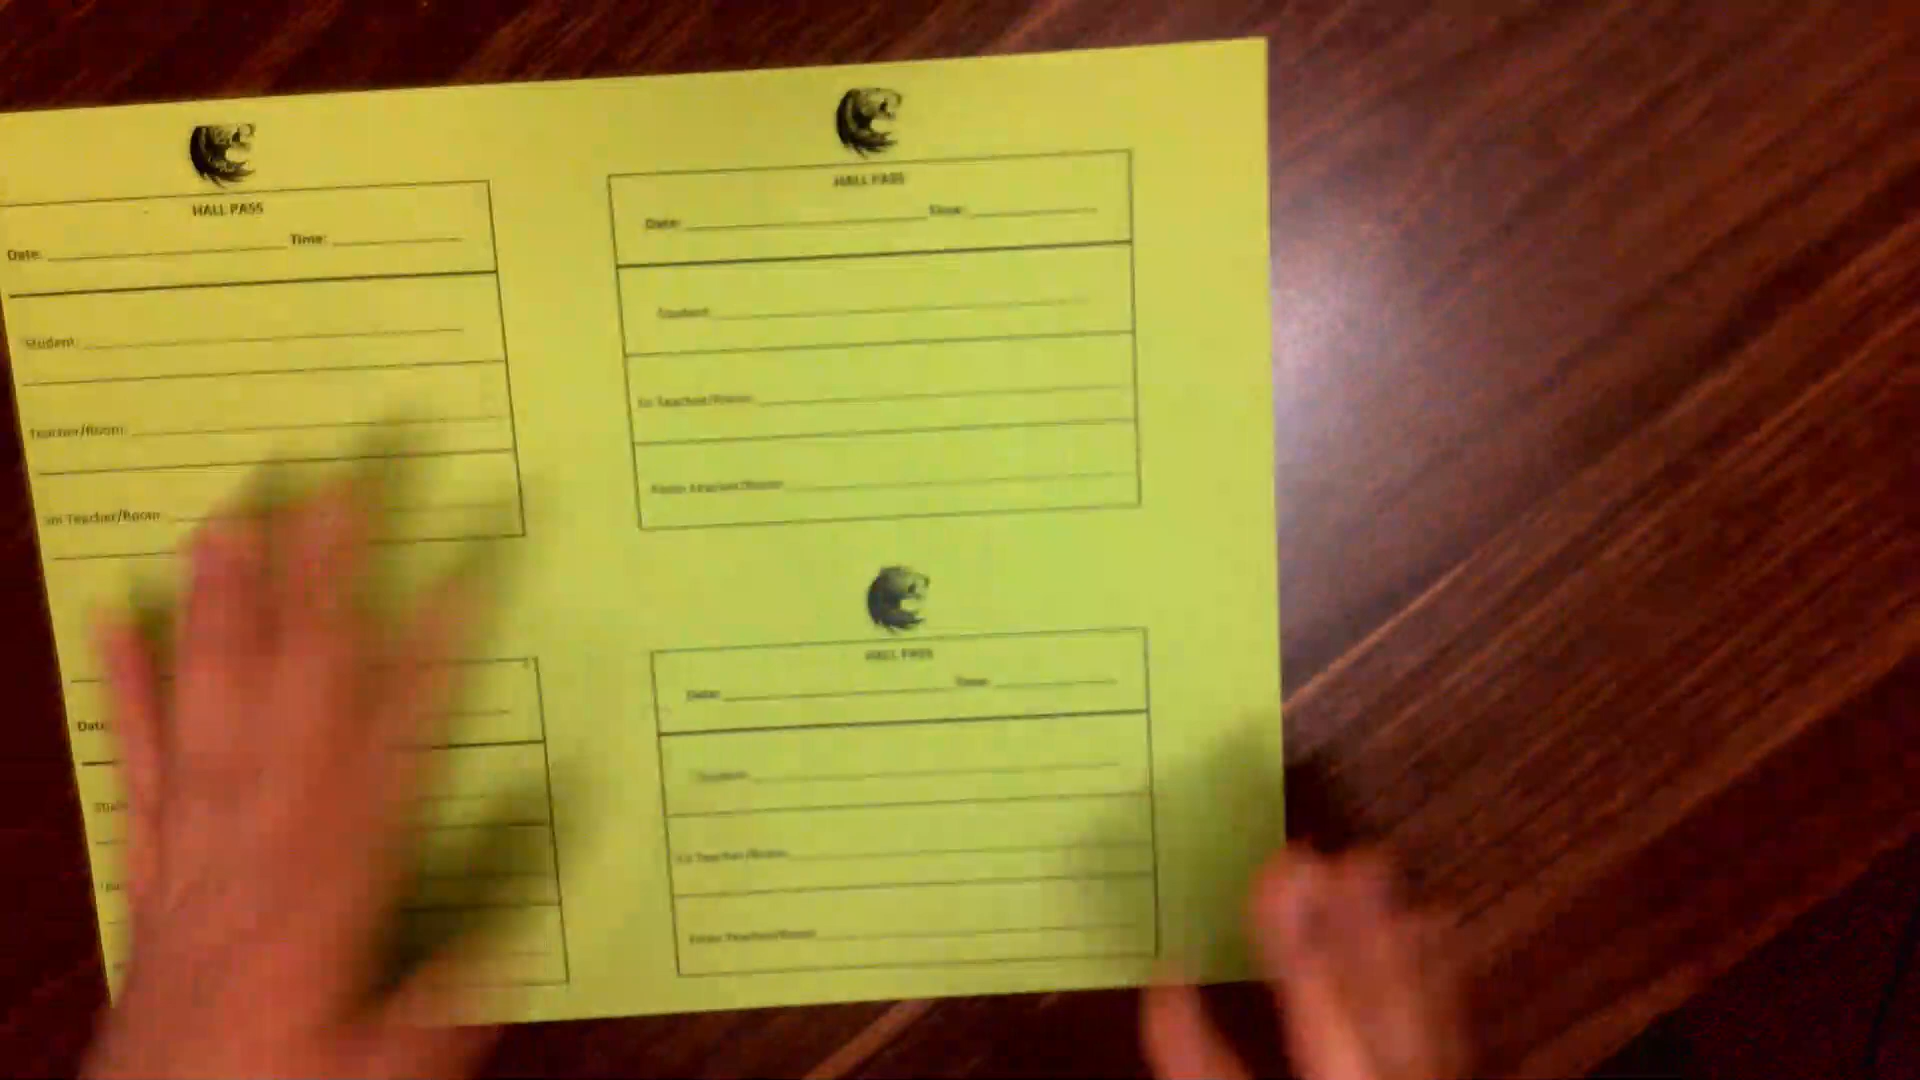 HALL PASS
Date: Time:
Student:
Teacher/Room:
om Teacher/Room:
HALL PASS
Date: Time:
Student:
To Teacher/Room:
From Teacher/Room:
Date:
HALL PASS
Date: Time:
Student:
To Teacher/Room:
From Teacher/Room: